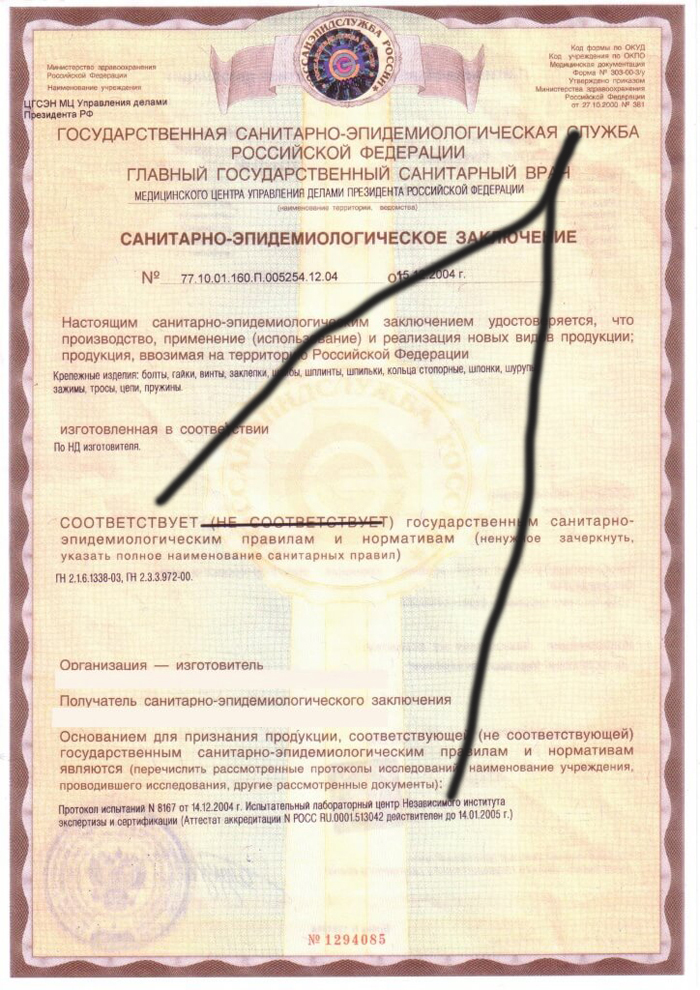 ГОССАНЭПИДСЛУЖБА РОССИИ
Министерство здравоохранения
Российской Федерации
Наименование учреждения
ЦГСЭН МЦ Управления делами
Президента РФ
Код формы по ОКУД
Код учреждения по ОКПО
Медицинская документация
Форма № 303-00-3/у
Утверждено приказом
Министерства здравоохранения
Российской Федерации
от 27.10.2000 № 381
ГОСУДАРСТВЕННАЯ САНИТАРНО-ЭПИДЕМИОЛОГИЧЕСКАЯ СЛУЖБА
РОССИЙСКОЙ ФЕДЕРАЦИИ
ГЛАВНЫЙ ГОСУДАРСТВЕННЫЙ САНИТАРНЫЙ ВРАЧ
МЕДИЦИНСКОГО ЦЕНТРА УПРАВЛЕНИЯ ДЕЛАМИ ПРЕЗИДЕНТА РОССИЙСКОЙ ФЕДЕРАЦИИ
(наименование территории, ведомства)
САНИТАРНО-ЭПИДЕМИОЛОГИЧЕСКОЕ ЗАКЛЮЧЕНИЕ
№ 77.10.01.160.П.005254.12.04 от 15.12.2004 г.
Настоящим санитарно-эпидемиологическим заключением удостоверяется, что
производство, применение (использование) и реализация новых видов продукции;
продукция, ввозимая на территорию Российской Федерации
Крепежные изделия: болты, гайки, винты, заклепки, шайбы, шплинты, шпильки, кольца стопорные, шпонки, шурупы,
зажимы, тросы, цепи, пружины.
изготовленная в соответствии
По НД изготовителя.
СООТВЕТСТВУЕТ (НЕ СООТВЕТСТВУЕТ) государственным санитарно-
эпидемиологическим правилам и нормативам (ненужное зачеркнуть,
указать полное наименование санитарных правил)
ГН 2.1.6.1338-03, ГН 2.3.3.972-00.
Организация — изготовитель
Получатель санитарно-эпидемиологического заключения
Основанием для признания продукции, соответствующей (не соответствующей)
государственным санитарно-эпидемиологическим правилам и нормативам
являются (перечислить рассмотренные протоколы исследований, наименование учреждения,
проводившего исследования, другие рассмотренные документы):
Протокол испытаний N 8167 от 14.12.2004 г. Испытательный лабораторный центр Независимого института
экспертизы и сертификации (Аттестат аккредитации N РОСС RU.0001.513042 действителен до 14.01.2005 г.)
№ 1294085